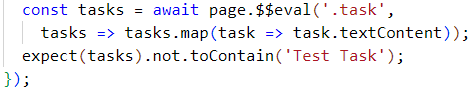 const tasks = await page.$$eval('.task',
tasks => tasks.map(task => task.textContent));
expect(tasks).not.toContain('Test Task');
});